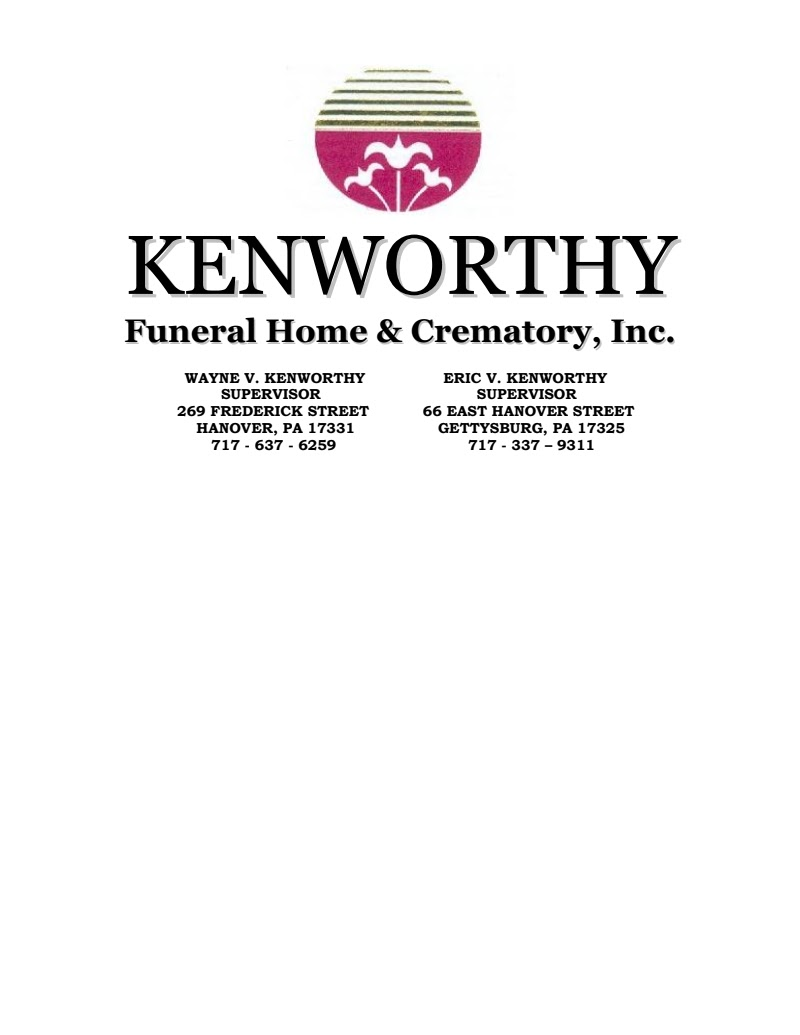 KENWORTHY
Funeral Home & Crematory, Inc.
WAYNE V. KENWORTHY
SUPERVISOR
269 FREDERICK STREET
HANOVER, PA 17331
717 - 637 - 6259
ERIC V. KENWORTHY
SUPERVISOR
66 EAST HANOVER STREET
GETTYSBURG, PA 17325
717 - 337 – 9311